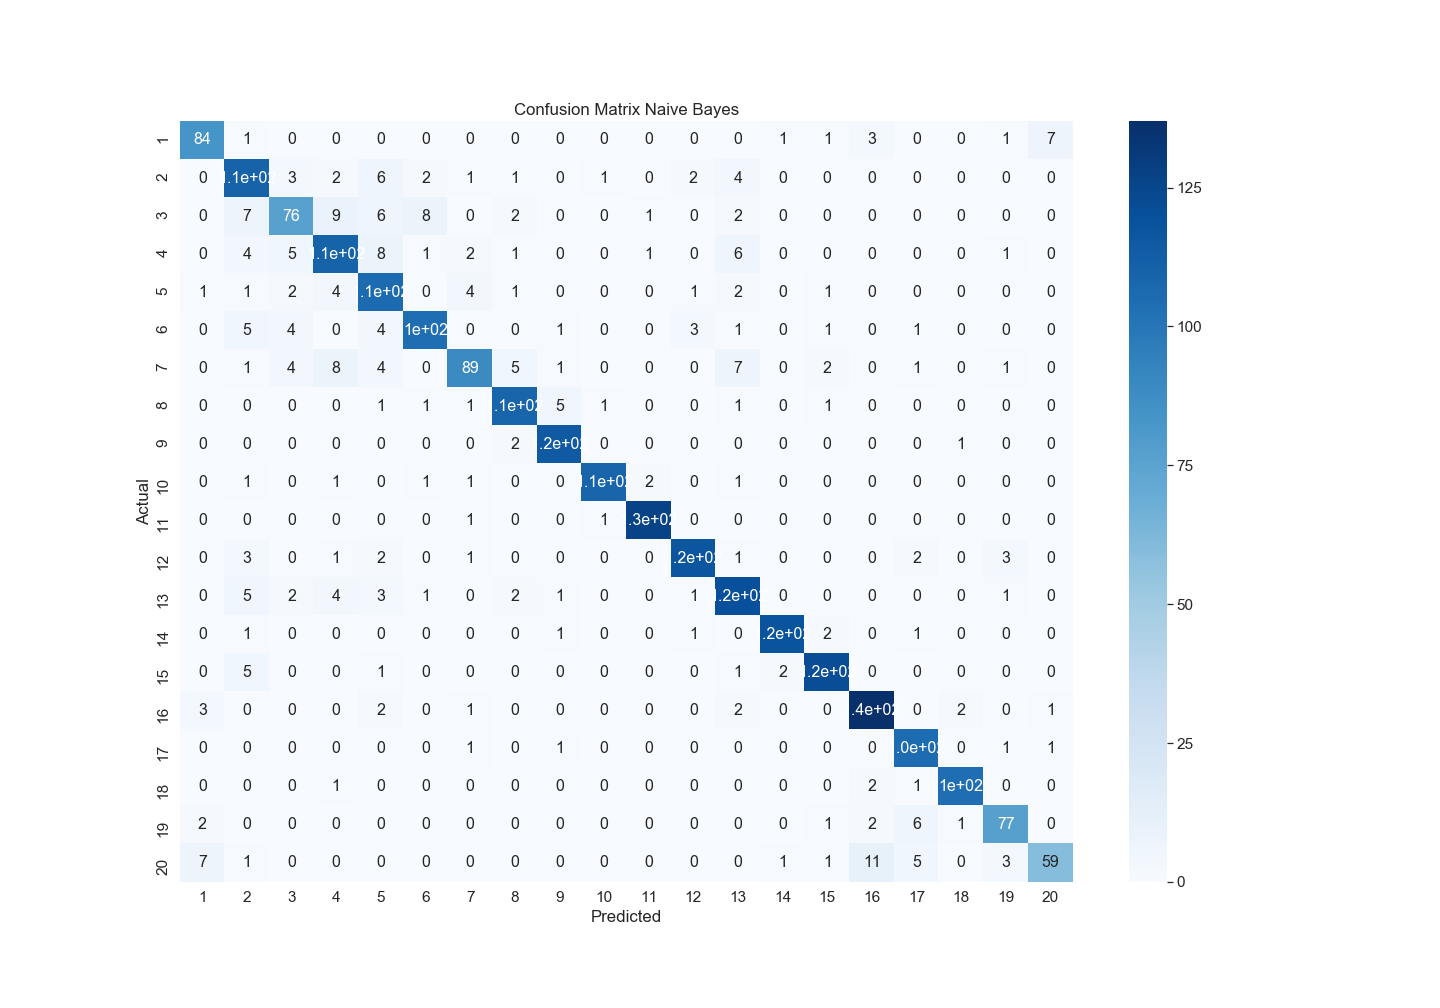 Confusion Matrix Naive Bayes
1 84 1 0 0 0 0 0 0 0 0 0 0 0 1 1 3 0 0 1 7
2 0 1.1e+02 3 2 6 2 1 1 0 1 0 2 4 0 0 0 0 0 0 0
3 0 7 76 9 6 8 0 2 0 0 1 0 2 0 0 0 0 0 0 0
4 0 4 5 1.1e+02 8 1 2 1 0 0 1 0 6 0 0 0 0 0 1 0
5 1 1 2 4 .1e+02 0 4 1 0 0 0 1 2 0 1 0 0 0 0 0
6 0 5 4 0 4 1e+02 0 0 1 0 0 3 1 0 1 0 1 0 0 0
7 0 1 4 8 4 0 89 5 1 0 0 0 7 0 2 0 1 0 1 0
8 0 0 0 0 1 1 1 .1e+02 5 1 0 0 1 0 1 0 0 0 0 0
9 0 0 0 0 0 0 0 2 .2e+02 0 0 0 0 0 0 0 0 1 0 0
10 0 1 0 1 0 1 1 0 0 1.1e+02 2 0 1 0 0 0 0 0 0 0
11 0 0 0 0 0 0 1 0 0 1 .3e+02 0 0 0 0 0 0 0 0 0
12 0 3 0 1 2 0 1 0 0 0 0 .2e+02 1 0 0 0 2 0 3 0
13 0 5 2 4 3 1 0 2 1 0 0 1 1.2e+02 0 0 0 0 0 1 0
14 0 1 0 0 0 0 0 0 1 0 0 1 0 .2e+02 2 0 1 0 0 0
15 0 5 0 0 1 0 0 0 0 0 0 0 1 2 1.2e+02 0 0 0 0 0
16 3 0 0 0 2 0 1 0 0 0 0 0 2 0 0 .4e+02 0 2 0 1
17 0 0 0 0 0 0 1 0 1 0 0 0 0 0 0 0 .0e+02 0 1 1
18 0 0 0 1 0 0 0 0 0 0 0 0 0 0 0 2 1 1e+02 0 0
19 2 0 0 0 0 0 0 0 0 0 0 0 0 0 1 2 6 1 77 0
20 7 1 0 0 0 0 0 0 0 0 0 0 0 1 1 11 5 0 3 59
1 2 3 4 5 6 7 8 9 10 11 12 13 14 15 16 17 18 19 20
Predicted
Actual
125
100
75
50
25
0